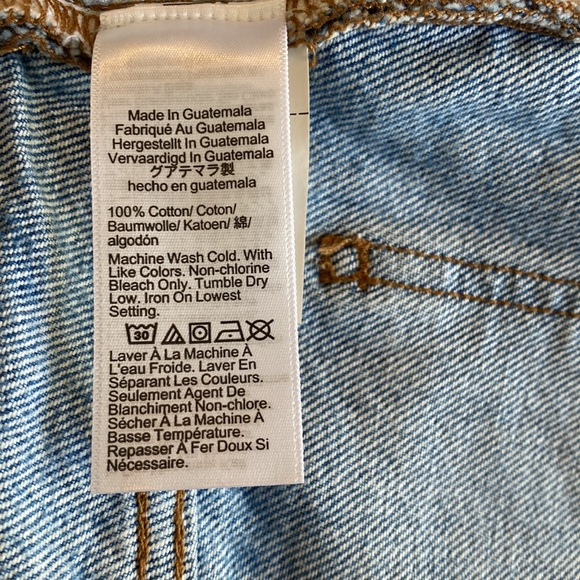 Made In Guatemala
Fabriqué Au Guatemala
Hergestellt In Guatemala
Vervaardigd In Guatemala
グアテマラ製
hecho en guatemala
100% Cotton/ Coton/
Baumwolle/ Katoen/ 綿/
algodón
Machine Wash Cold. With
Like Colors. Non-chlorine
Bleach Only. Tumble Dry
Low. Iron On Lowest
Setting.
30
Laver À La Machine À
L'eau Froide. Laver En
Séparant Les Couleurs.
Seulement Agent De
Blanchiment Non-chlore.
Sécher À La Machine À
Basse Température.
Repasser À Fer Doux Si
Nécessaire.